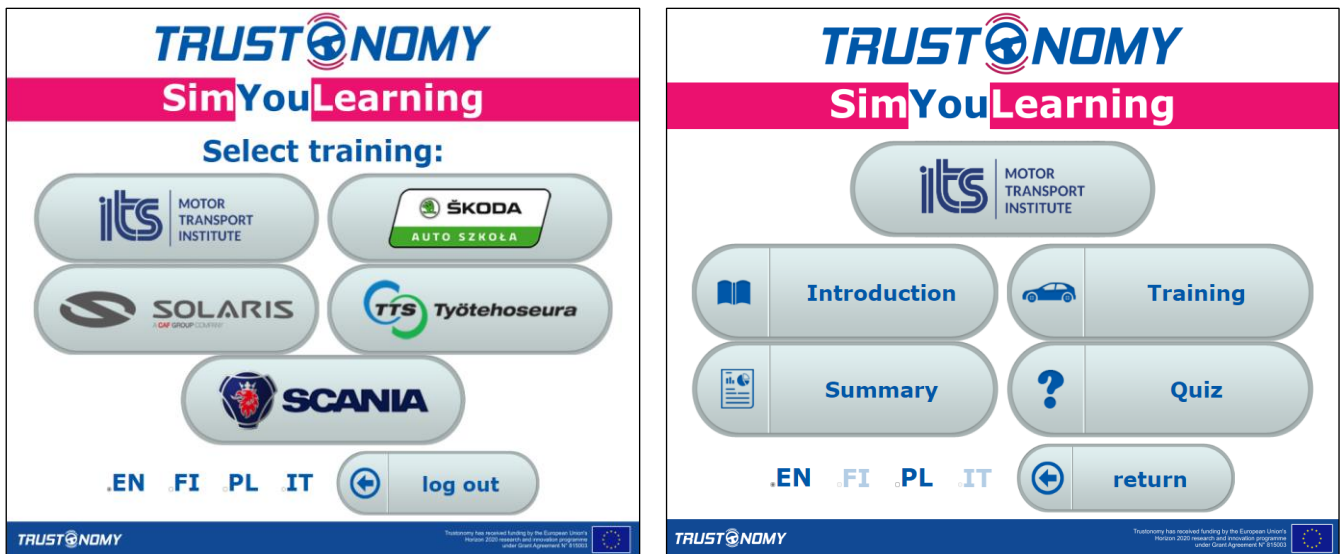 TRUSTONOMY
SimYouLearning
Select training:
its MOTOR TRANSPORT INSTITUTE
ŠKODA
AUTO SZKOŁA
SOLARIS
A CAF GROUP COMPANY
TTS Työtehoseura
SCANIA
EN FI PL IT
log out
TRUSTONOMY
Trustonomy has received funding by the European Union's
Horizon 2020 research and innovation programme
under Grant Agreement N° 815003
TRUSTONOMY
SimYouLearning
its MOTOR TRANSPORT INSTITUTE
Introduction
Training
Summary
? Quiz
EN FI PL IT
return
TRUSTONOMY
Trustonomy has received funding by the European Union's
Horizon 2020 research and innovation programme
under Grant Agreement N° 815003